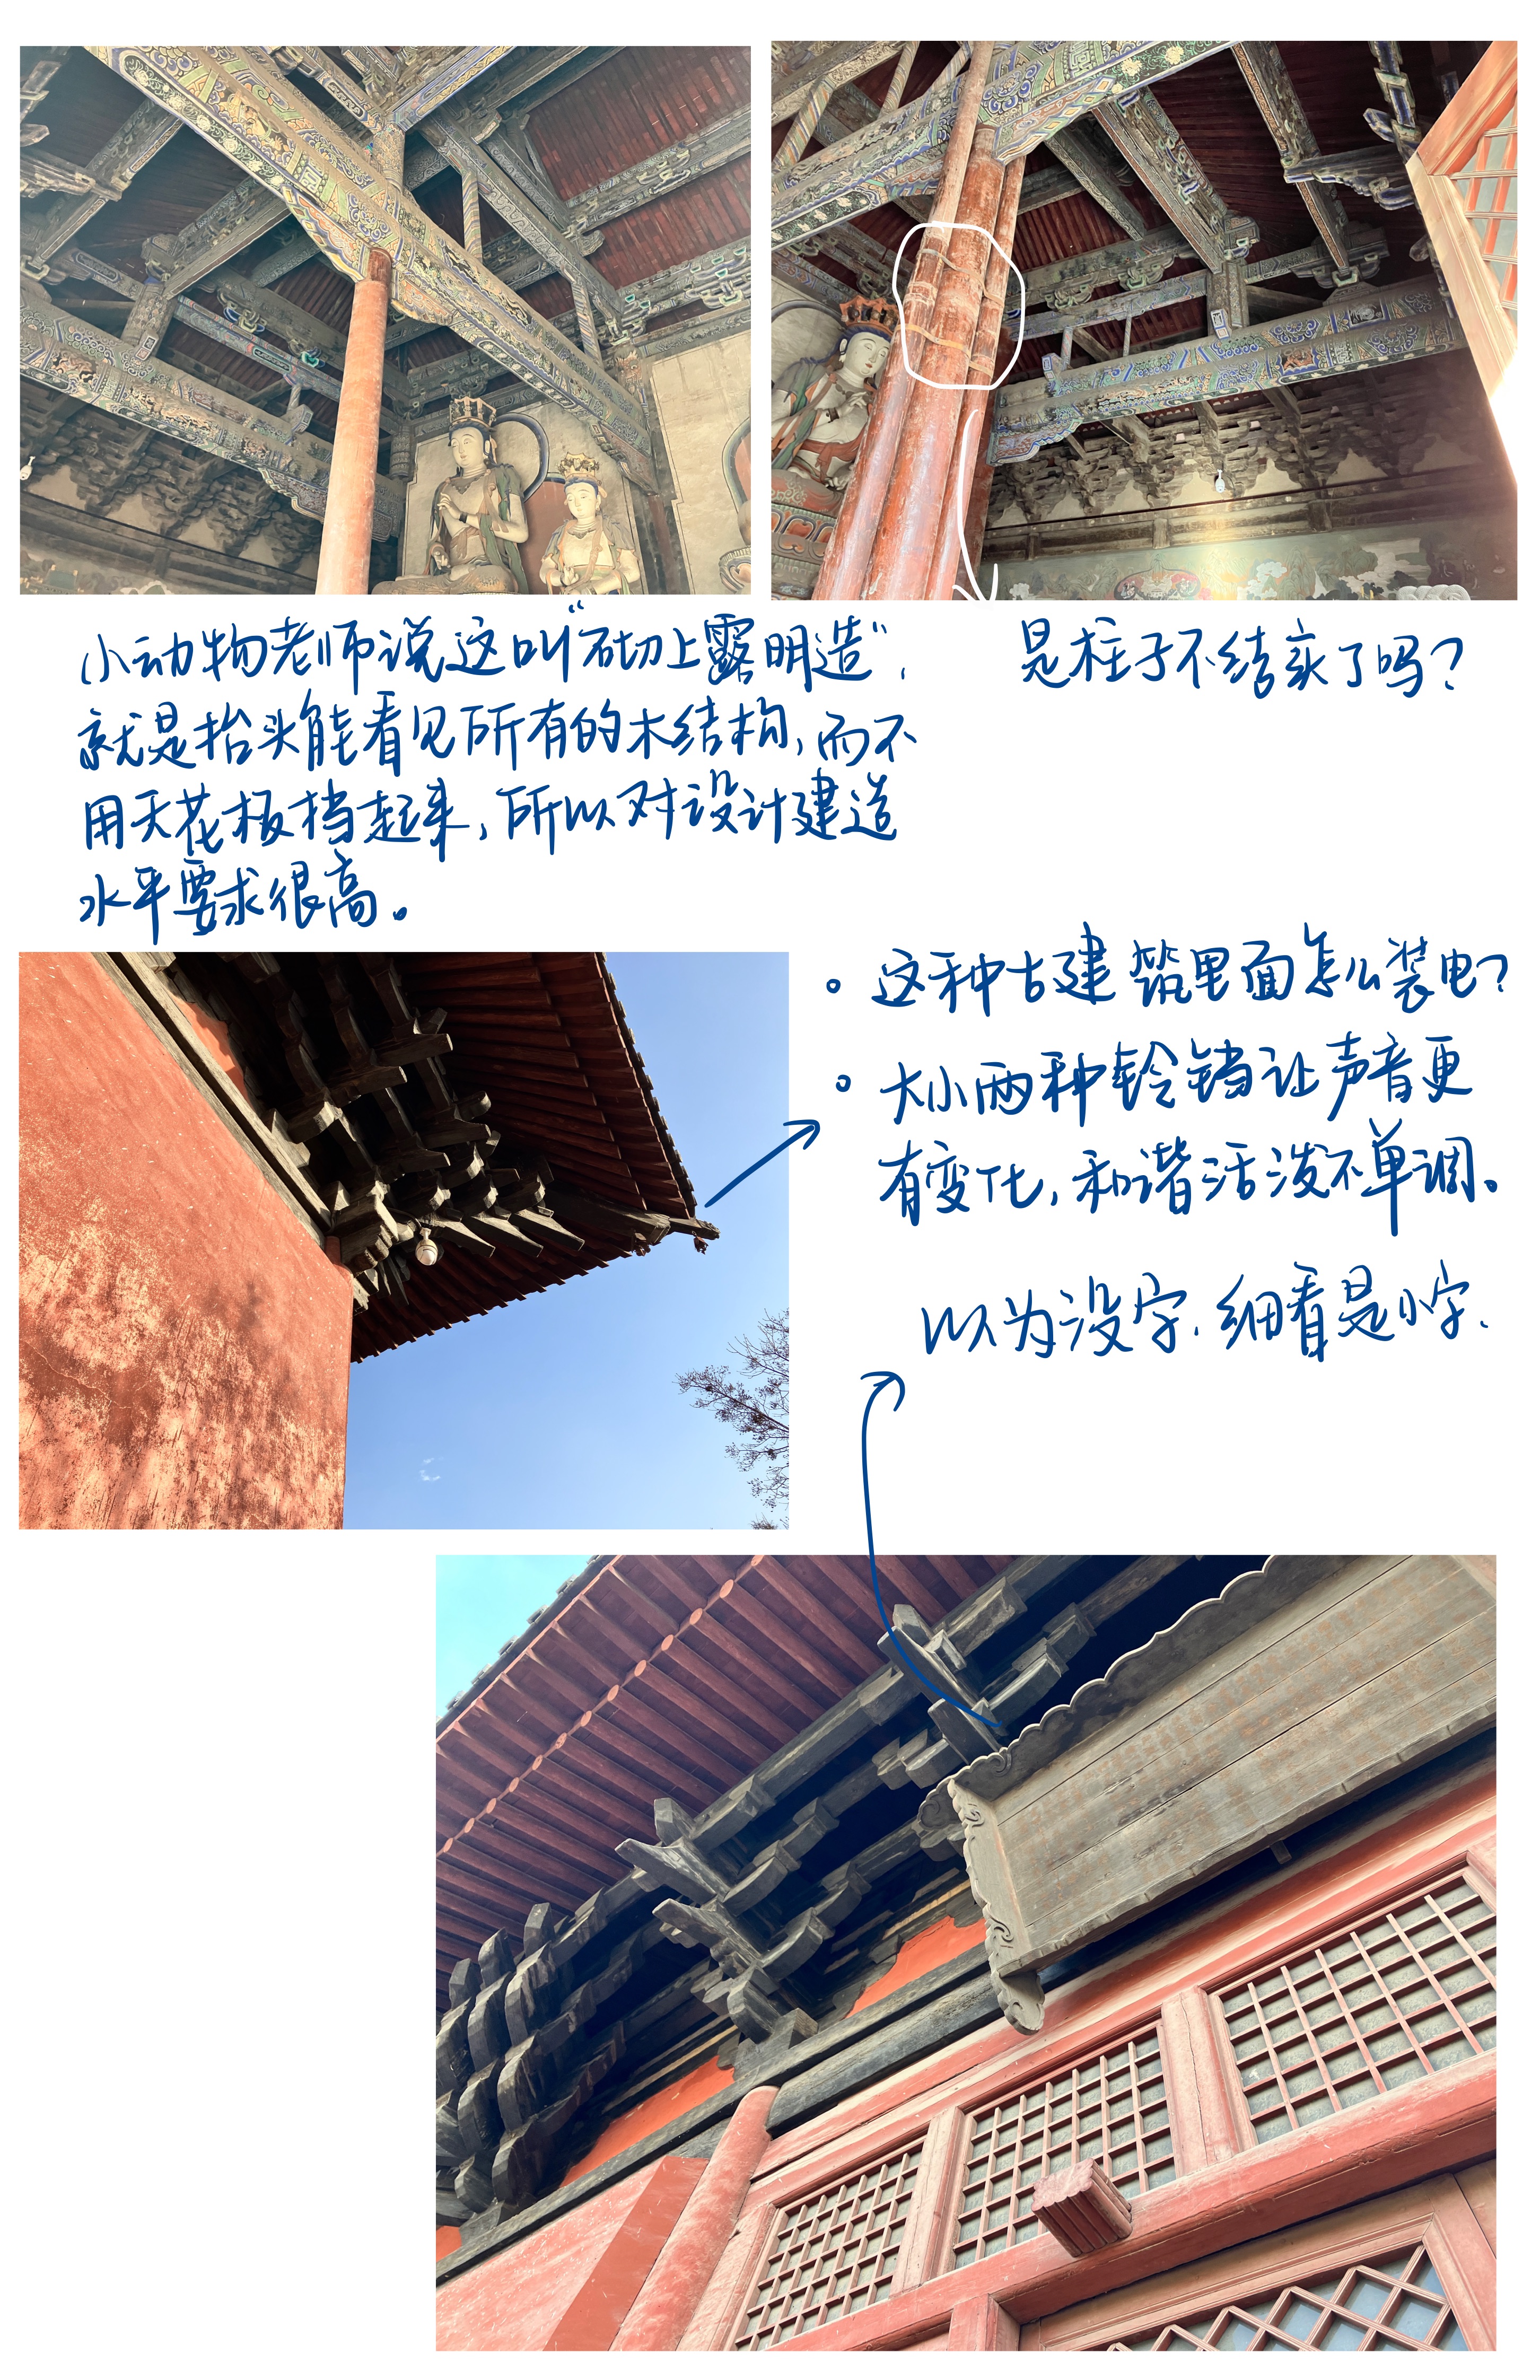 小动物老师说这叫“砌上露明造”,
就是抬头能看见所有的木结构,而不
用天花板挡起来,所以对设计建造
水平要求很高。
是柱子不结实了吗?
。这种古建筑里面怎么装电?
。大小两种铃铛让声音更
有变化,和谐活泼不单调。
以为没字,细看是小字.